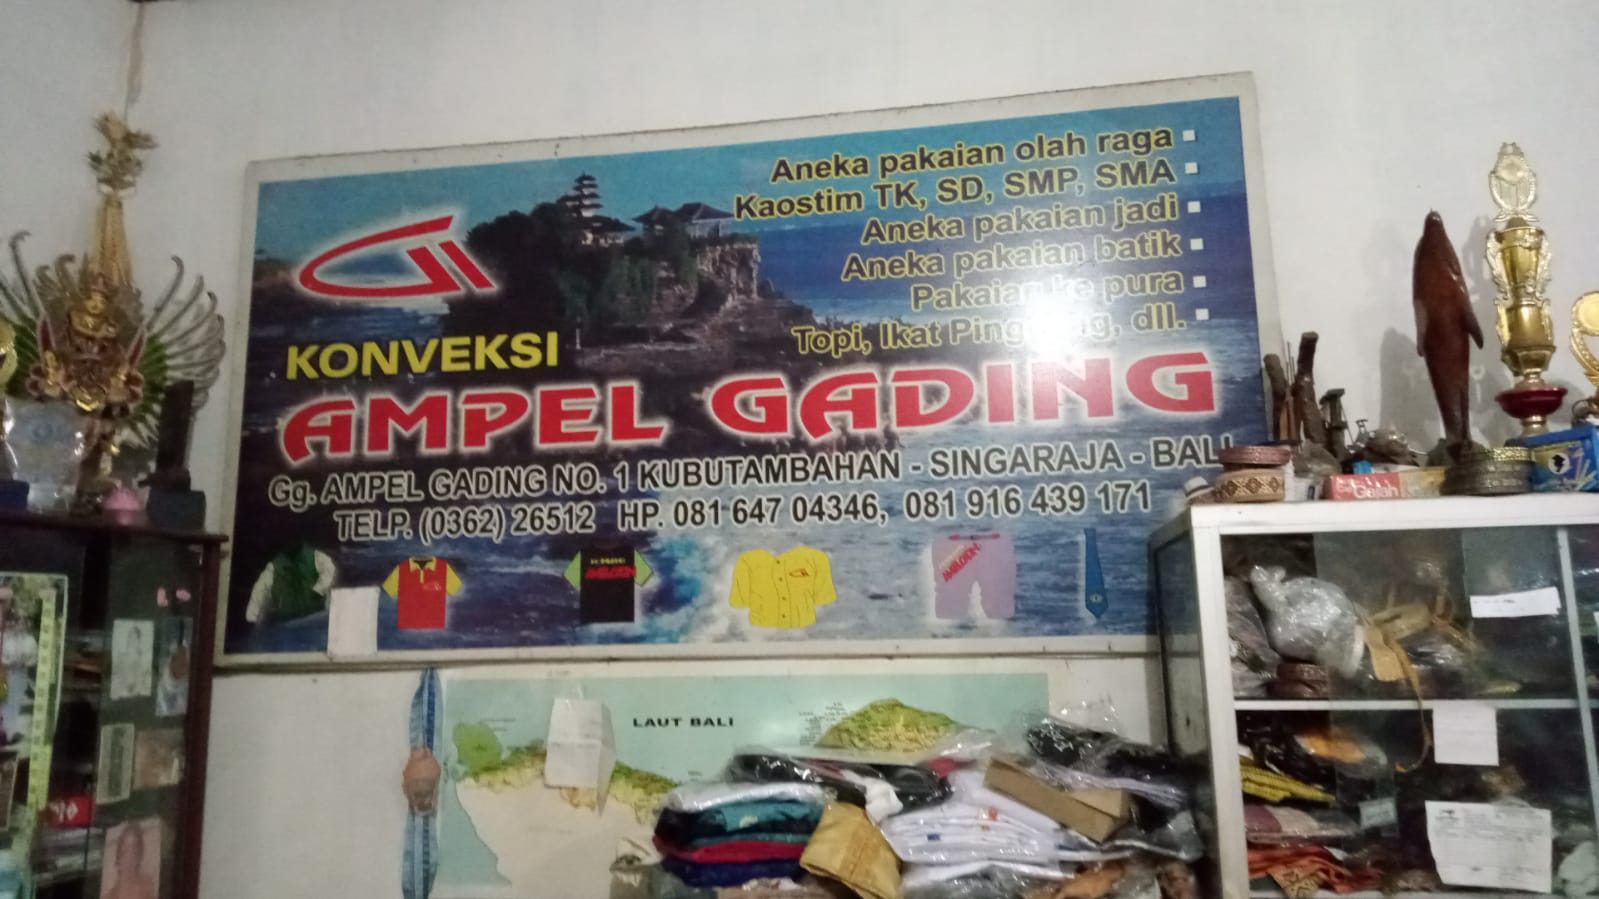 GI
Aneka pakaian olah raga
Kaostim TK, SD, SMP, SMA
Aneka pakaian jadi
Aneka pakaian batik
Pakaian ke pura
Topi, Ikat dll.
KONVEKSI
AMPEL GADING
Gg. AMPEL GADING NO. 1 KUBUTAMBAHAN - SINGARAJA - BALI
TELP. (0362) 26512 HP. 081 647 04346, 081 916 439 171
LAUT BALI